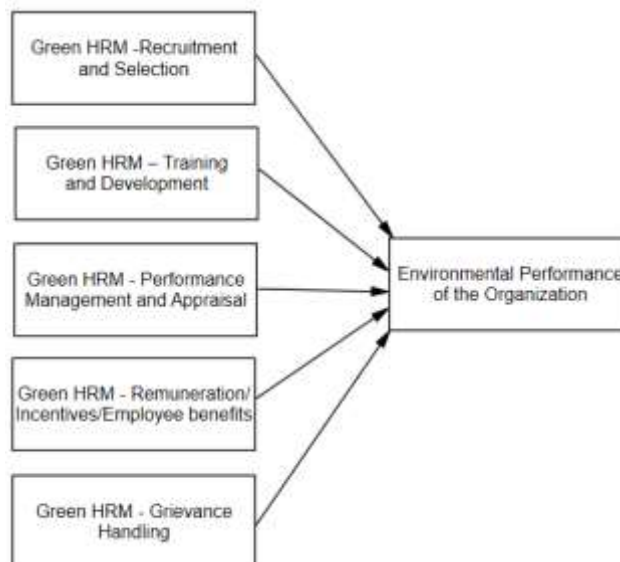 Green HRM -Recruitment
and Selection
Green HRM – Training
and Development
Green HRM - Performance
Management and Appraisal
Green HRM - Remuneration/
Incentives/Employee benefits
Green HRM - Grievance
Handling
Environmental Performance
of the Organization